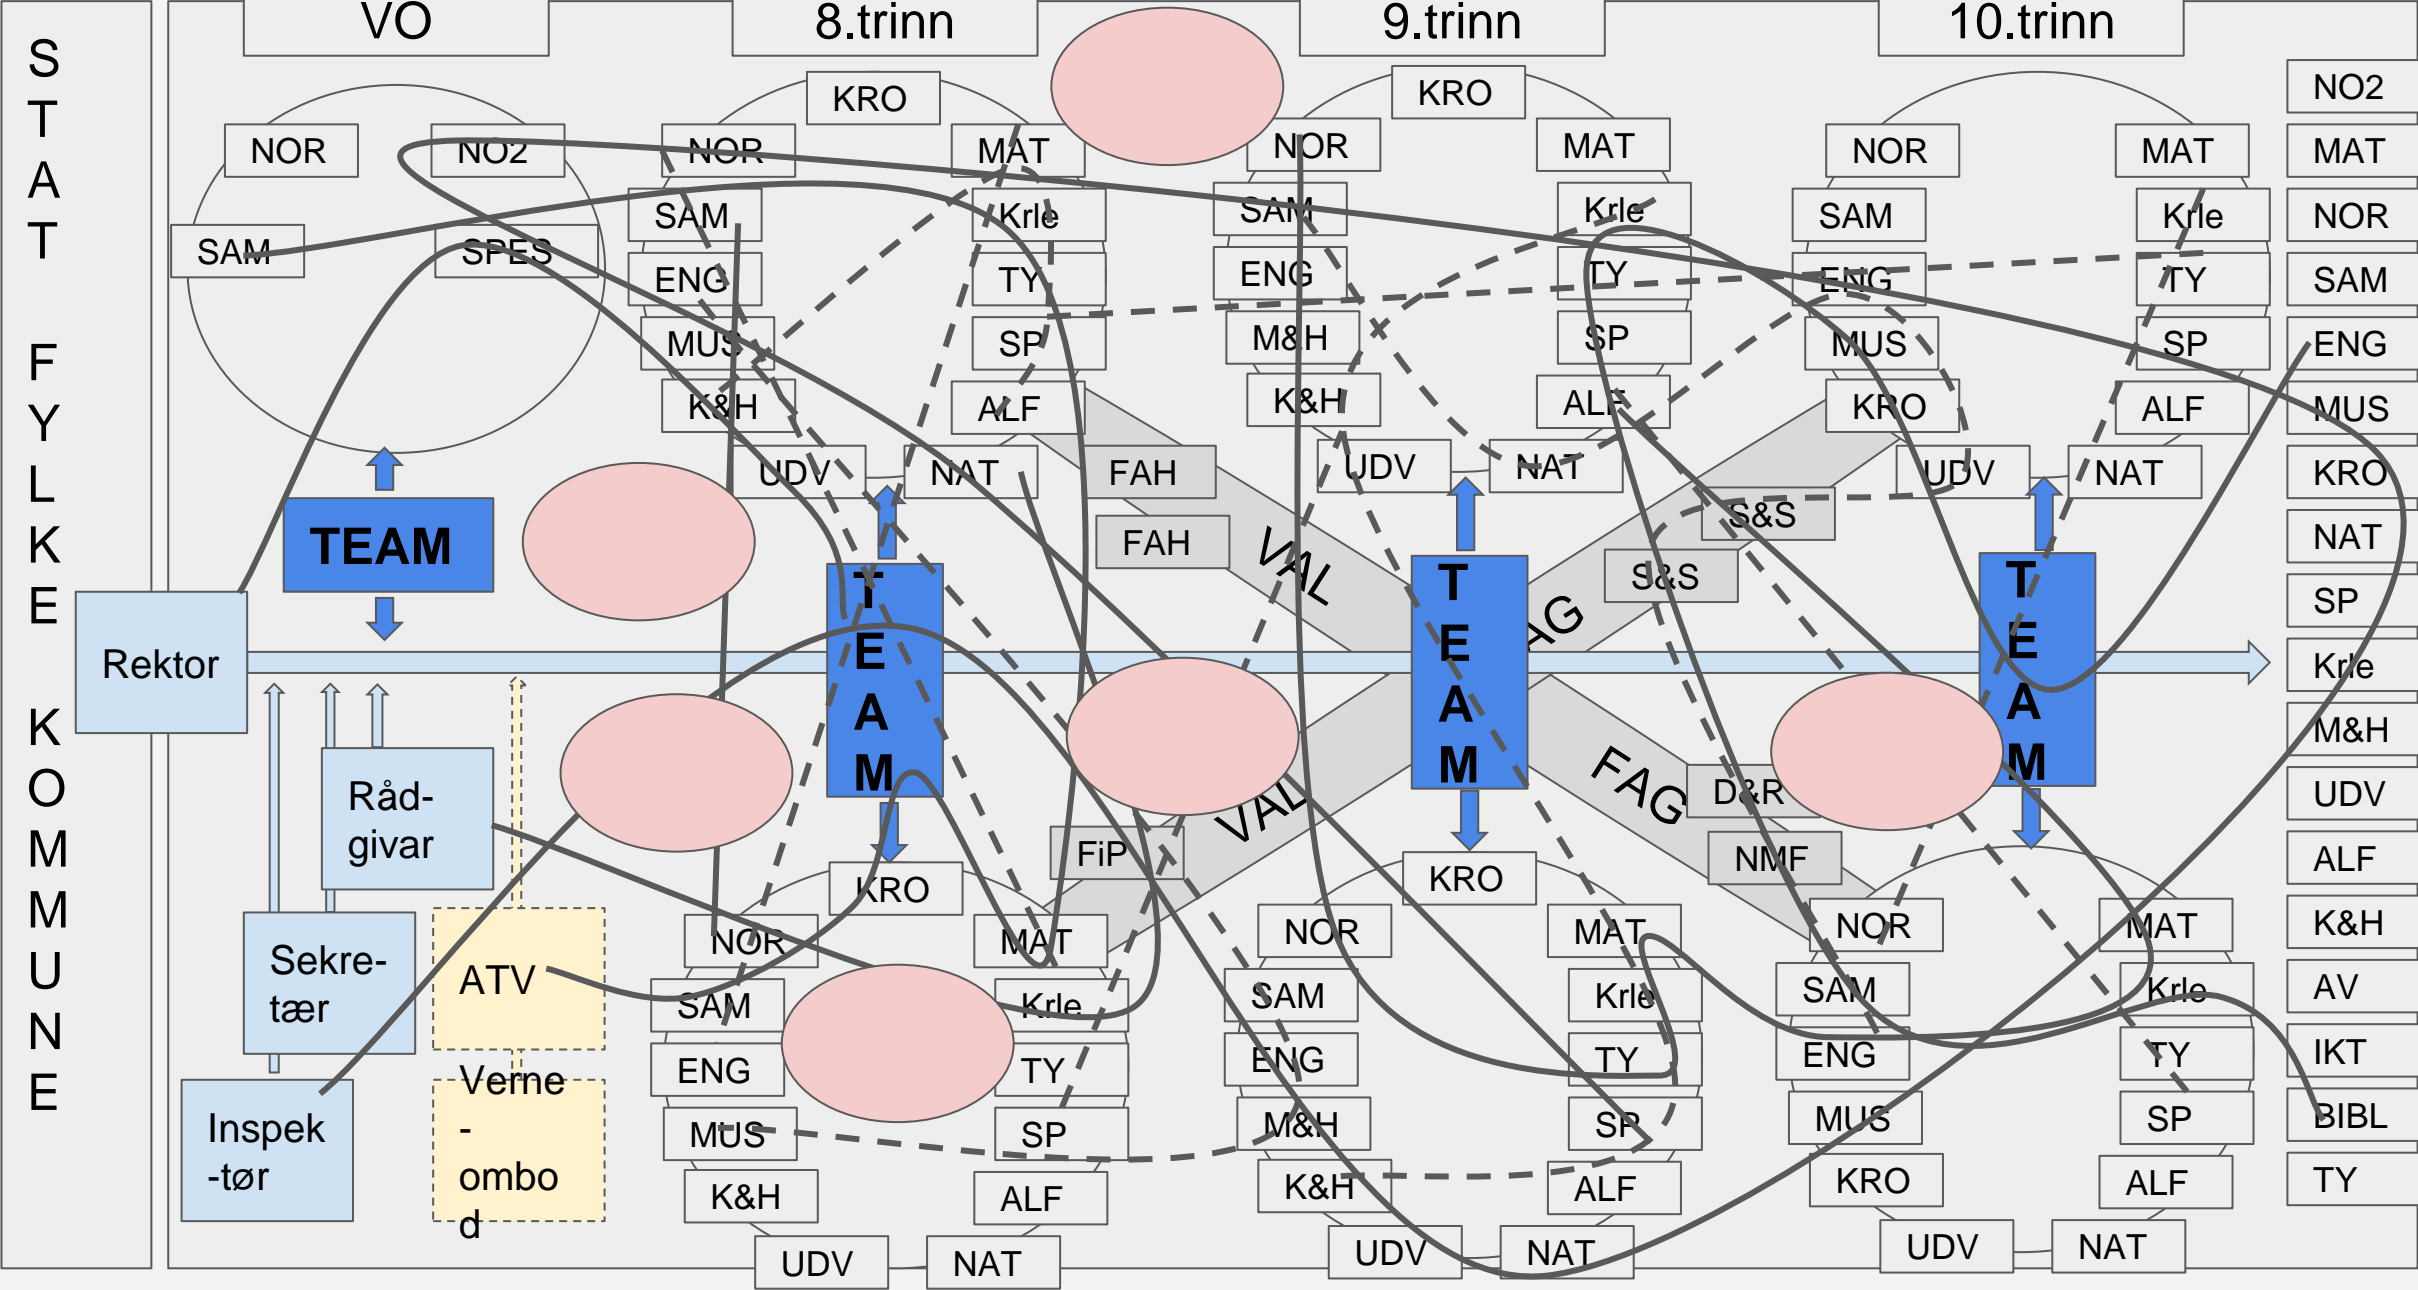 STAT FYLKE KOMMUNE
VO
8.trinn
9.trinn
10.trinn
NOR
NO2
SAM
SPES
TEAM
Rektor
Råd-
givar
Sekre-
tær
Inspek
-tør
ATV
Verne
-
ombo
d
KRO
NOR
MAT
SAM
Krle
ENG
TY
MUS
SP
K&H
ALF
UDV
NAT
TEAM
KRO
NOR
MAT
SAM
Krle
ENG
TY
MUS
SP
K&H
ALF
UDV
NAT
FAH
FAH
VAL
FAG
S&S
S&S
FiP
VAL
FAG
D&R
NMF
KRO
NOR
MAT
SAM
Krle
ENG
TY
M&H
SP
K&H
ALF
UDV
NAT
TEAM
KRO
NOR
MAT
SAM
Krle
ENG
TY
M&H
SP
K&H
ALF
UDV
NAT
NOR
MAT
SAM
Krle
ENG
TY
MUS
SP
KRO
ALF
UDV
NAT
TEAM
NOR
MAT
SAM
Krle
ENG
TY
MUS
SP
KRO
ALF
UDV
NAT
NO2
MAT
NOR
SAM
ENG
MUS
KRO
NAT
SP
Krle
M&H
UDV
ALF
K&H
AV
IKT
BIBL
TY